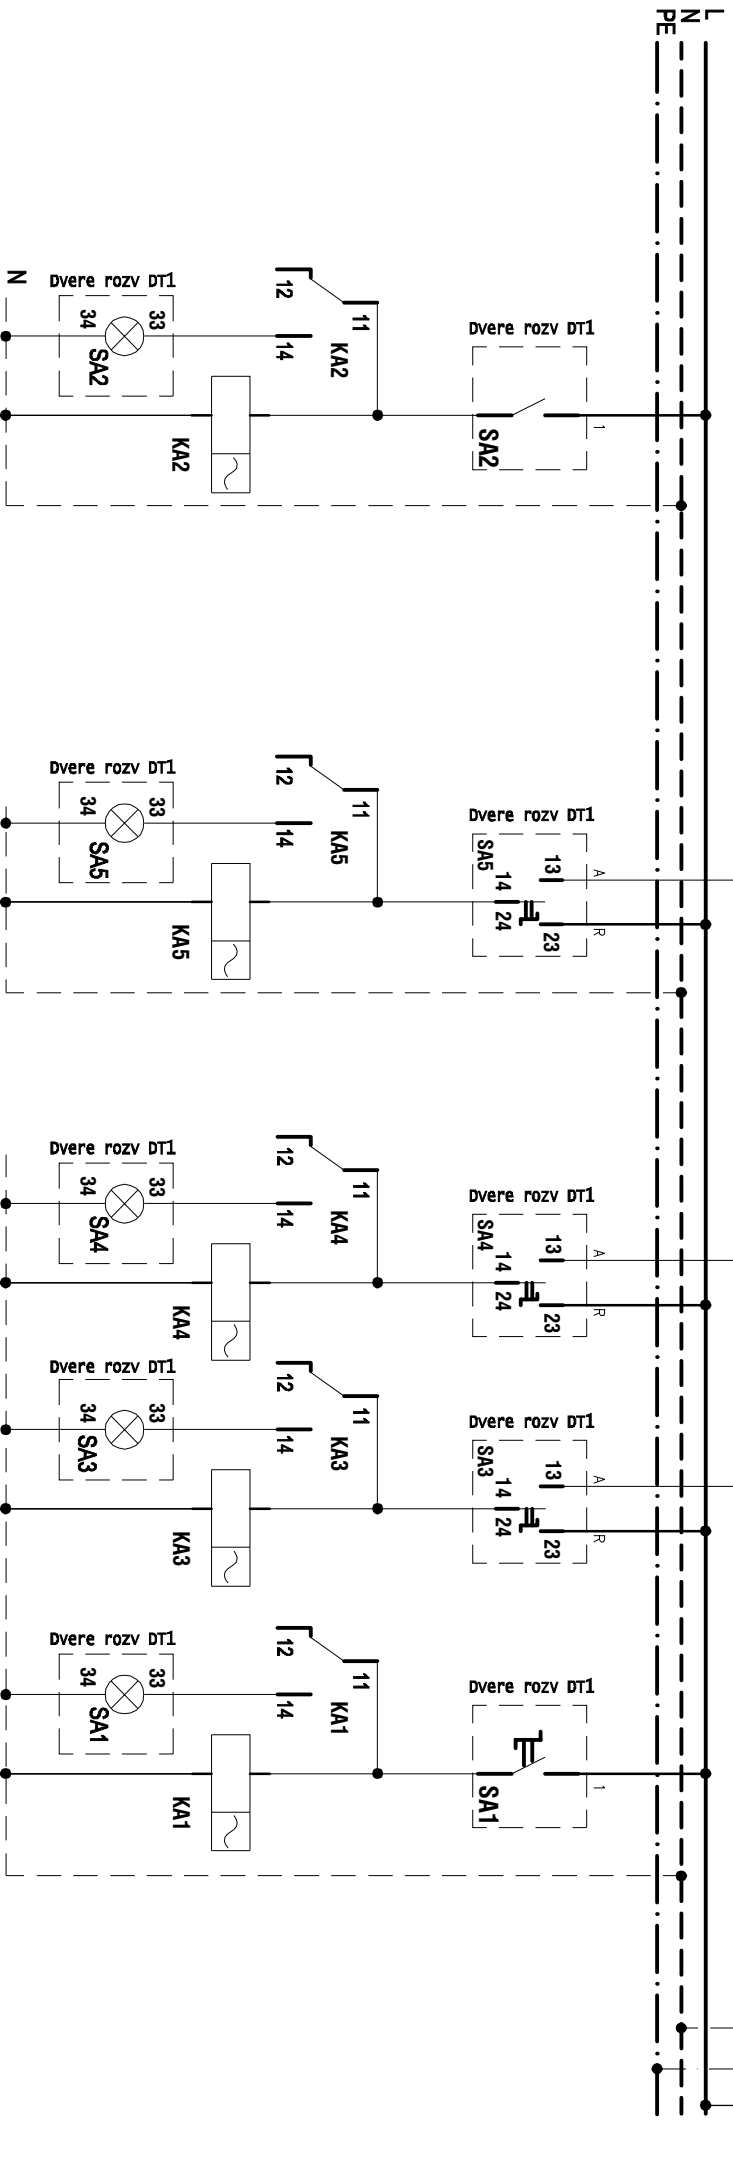 L
N
PE
N
Dvere rozv DT1
34
33
SA2
12
11
14
KA2
KA2
Dvere rozv DT1
SA2
1
Dvere rozv DT1
34
33
SA5
12
11
14
KA5
KA5
Dvere rozv DT1
SA5
13
14
24
23
A
R
Dvere rozv DT1
34
33
SA4
12
11
14
KA4
KA4
Dvere rozv DT1
SA4
13
14
24
23
A
R
Dvere rozv DT1
34
33
SA3
12
11
14
KA3
KA3
Dvere rozv DT1
SA3
13
14
24
23
A
R
Dvere rozv DT1
34
33
SA1
12
11
14
KA1
KA1
Dvere rozv DT1
SA1
1